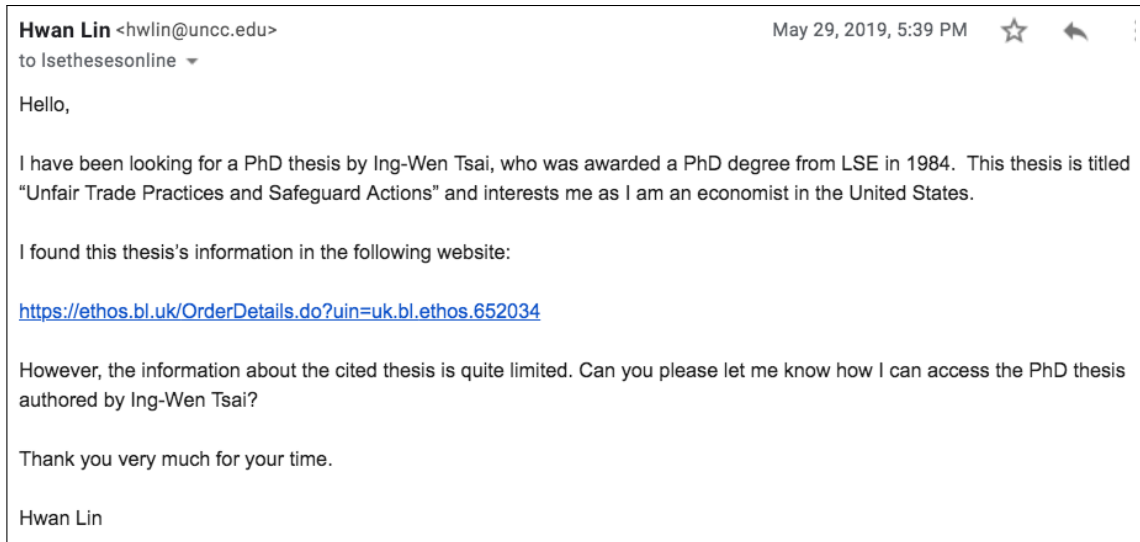 Hwan Lin <hwlin@uncc.edu> May 29, 2019, 5:39 PM
to lsethesesonline
Hello,
I have been looking for a PhD thesis by Ing-Wen Tsai, who was awarded a PhD degree from LSE in 1984.  This thesis is titled
“Unfair Trade Practices and Safeguard Actions” and interests me as I am an economist in the United States.
I found this thesis’s information in the following website:
https://ethos.bl.uk/OrderDetails.do?uin=uk.bl.ethos.652034
However, the information about the cited thesis is quite limited. Can you please let me know how I can access the PhD thesis
authored by Ing-Wen Tsai?
Thank you very much for your time.
Hwan Lin